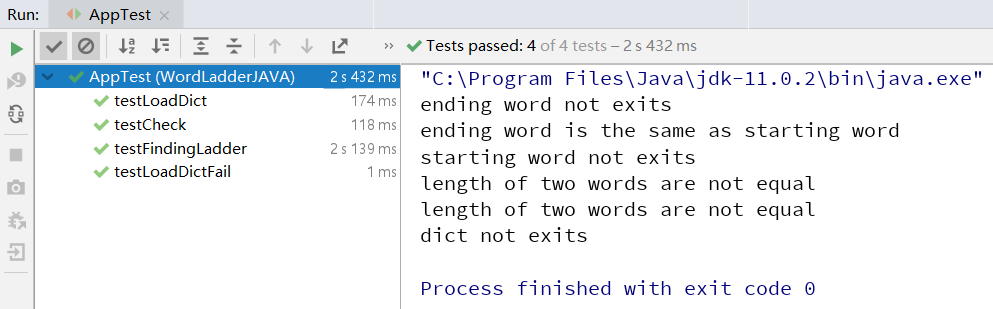 Run: AppTest
Tests passed: 4 of 4 tests – 2 s 432 ms
AppTest (WordLadderJAVA) 2 s 432 ms
testLoadDict 174 ms
testCheck 118 ms
testFindingLadder 2 s 139 ms
testLoadDictFail 1 ms
"C:\Program Files\Java\jdk-11.0.2\bin\java.exe"
ending word not exits
ending word is the same as starting word
starting word not exits
length of two words are not equal
length of two words are not equal
dict not exits
Process finished with exit code 0